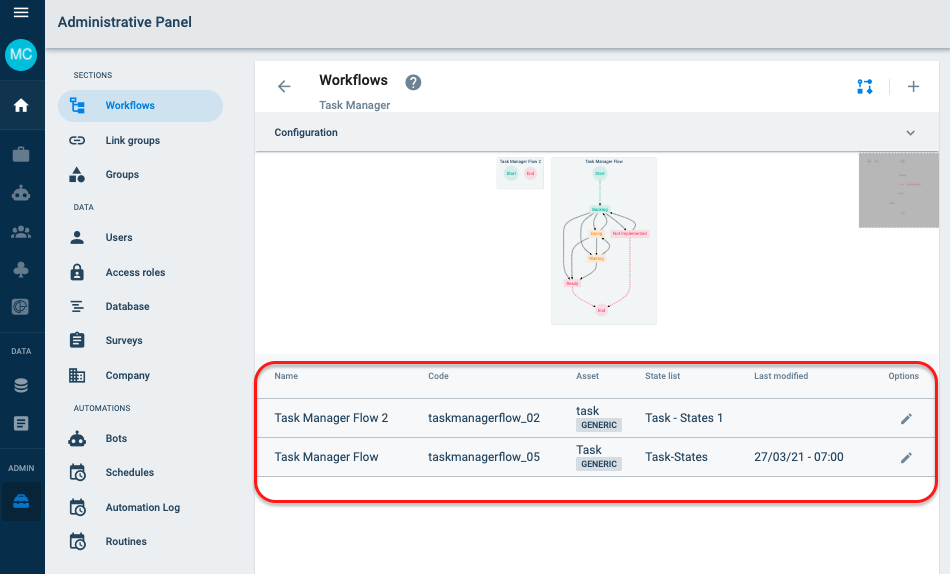 Administrative Panel
MC
SECTIONS
Workflows
Link groups
Groups
DATA
Users
Access roles
Database
Surveys
Company
AUTOMATIONS
Bots
Schedules
Automation Log
Routines
DATA
ADMIN
Workflows ?
Task Manager
Configuration
Task Manager Flow 2
Start End
Task Manager Flow
Start
Backlog
Doing Not Implemented
Waiting
Ready
End
Name Code Asset State list Last modified Options
Task Manager Flow 2 taskmanagerflow_02 task GENERIC Task - States 1
Task Manager Flow taskmanagerflow_05 Task GENERIC Task-States 27/03/21 - 07:00